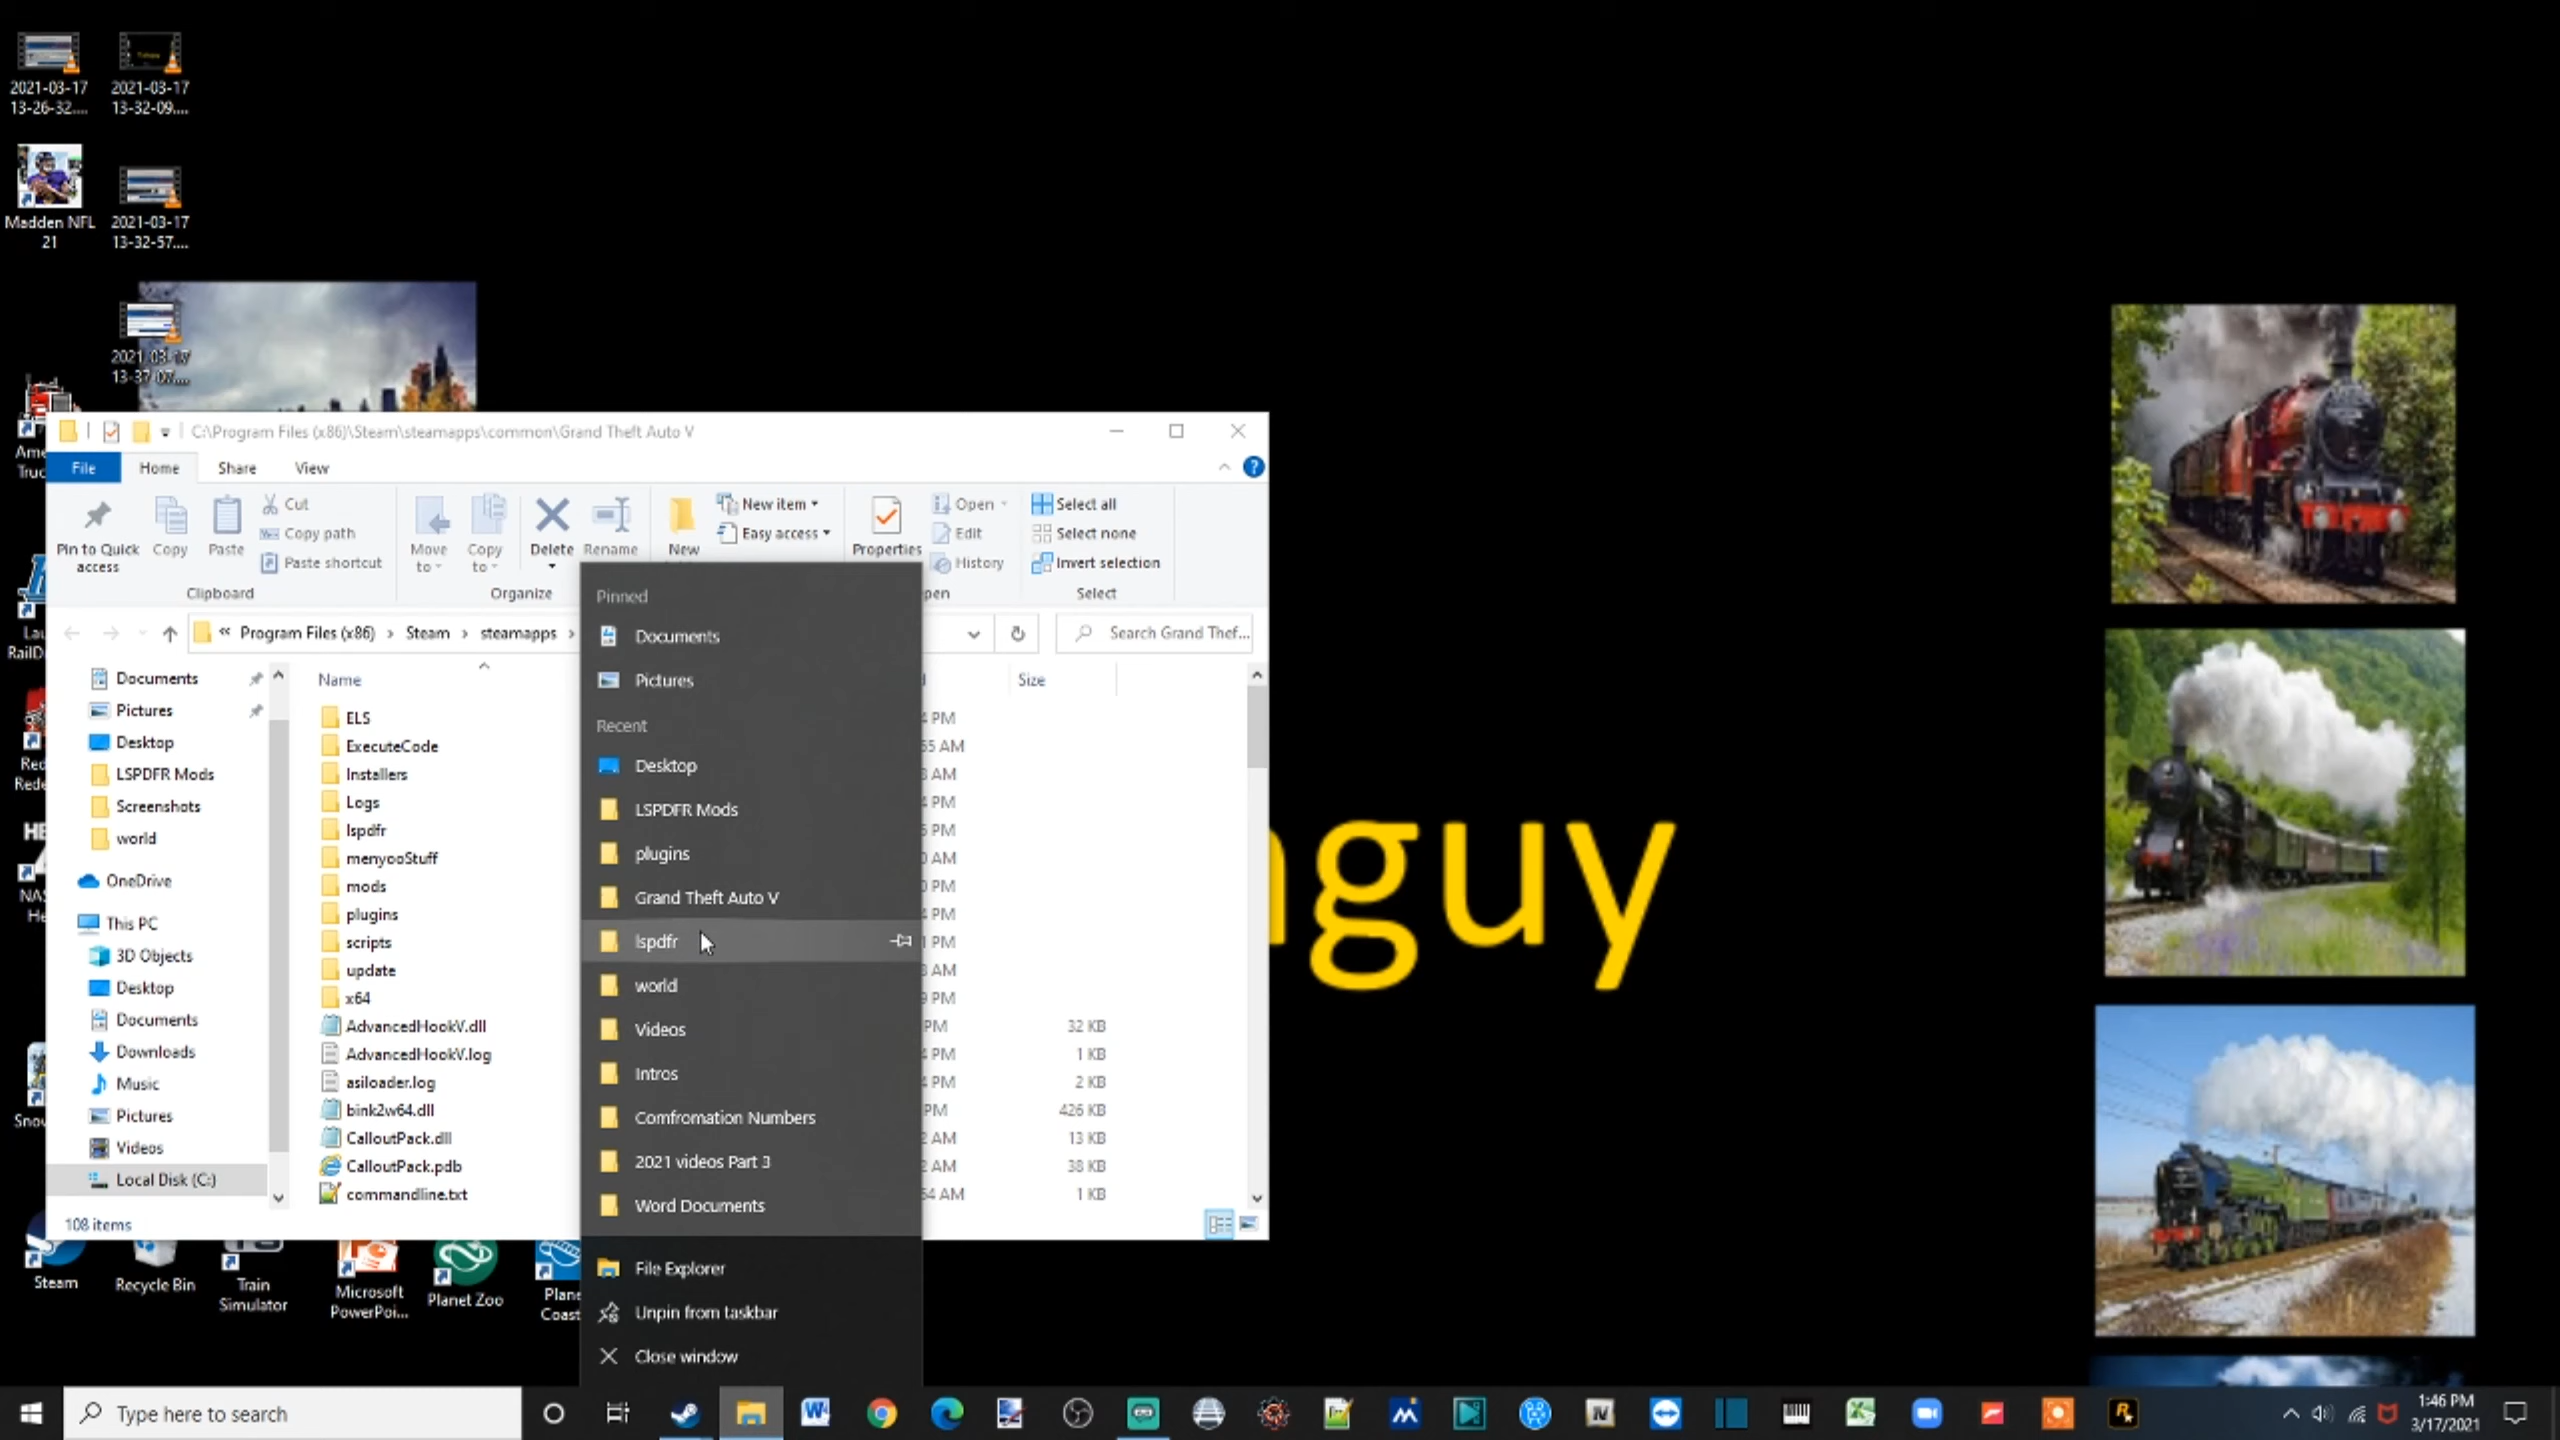 2021-03-17
13-26-32....
2021-03-17
13-32-09....
Madden NFL
21
2021-03-17
13-32-57....
2021-03-17
13-37-07....
C:\Program Files (x86)\Steam\steamapps\common\Grand Theft Auto V
File
Home
Share
View
Pin to Quick
access
Copy
Paste
Cut
Copy path
Paste shortcut
Move
to
Copy
to
Delete
Rename
New
New item
Easy access
Properties
Open
Edit
History
Select all
Select none
Invert selection
Clipboard
Organize
pen
Select
« Program Files (x86) › Steam › steamapps ›
Search Grand Thef...
Documents
Pictures
Desktop
LSPDFR Mods
Screenshots
world
OneDrive
This PC
3D Objects
Desktop
Documents
Downloads
Music
Pictures
Videos
Local Disk (C:)
108 items
Name
Size
ELS
ExecuteCode
Installers
Logs
lspdfr
menyooStuff
mods
plugins
scripts
update
x64
AdvancedHookV.dll
32 KB
AdvancedHookV.log
1 KB
asiloader.log
2 KB
bink2w64.dll
426 KB
CalloutPack.dll
13 KB
CalloutPack.pdb
38 KB
commandline.txt
1 KB
Pinned
Documents
Pictures
Recent
Desktop
LSPDFR Mods
plugins
Grand Theft Auto V
lspdfr
world
Videos
Intros
Comfromation Numbers
2021 videos Part 3
Word Documents
File Explorer
Unpin from taskbar
Close window
guy
Steam
Recycle Bin
Train
Simulator
Microsoft
PowerPoi...
Planet Zoo
Plane
Coast
Type here to search
1:46 PM
3/17/2021